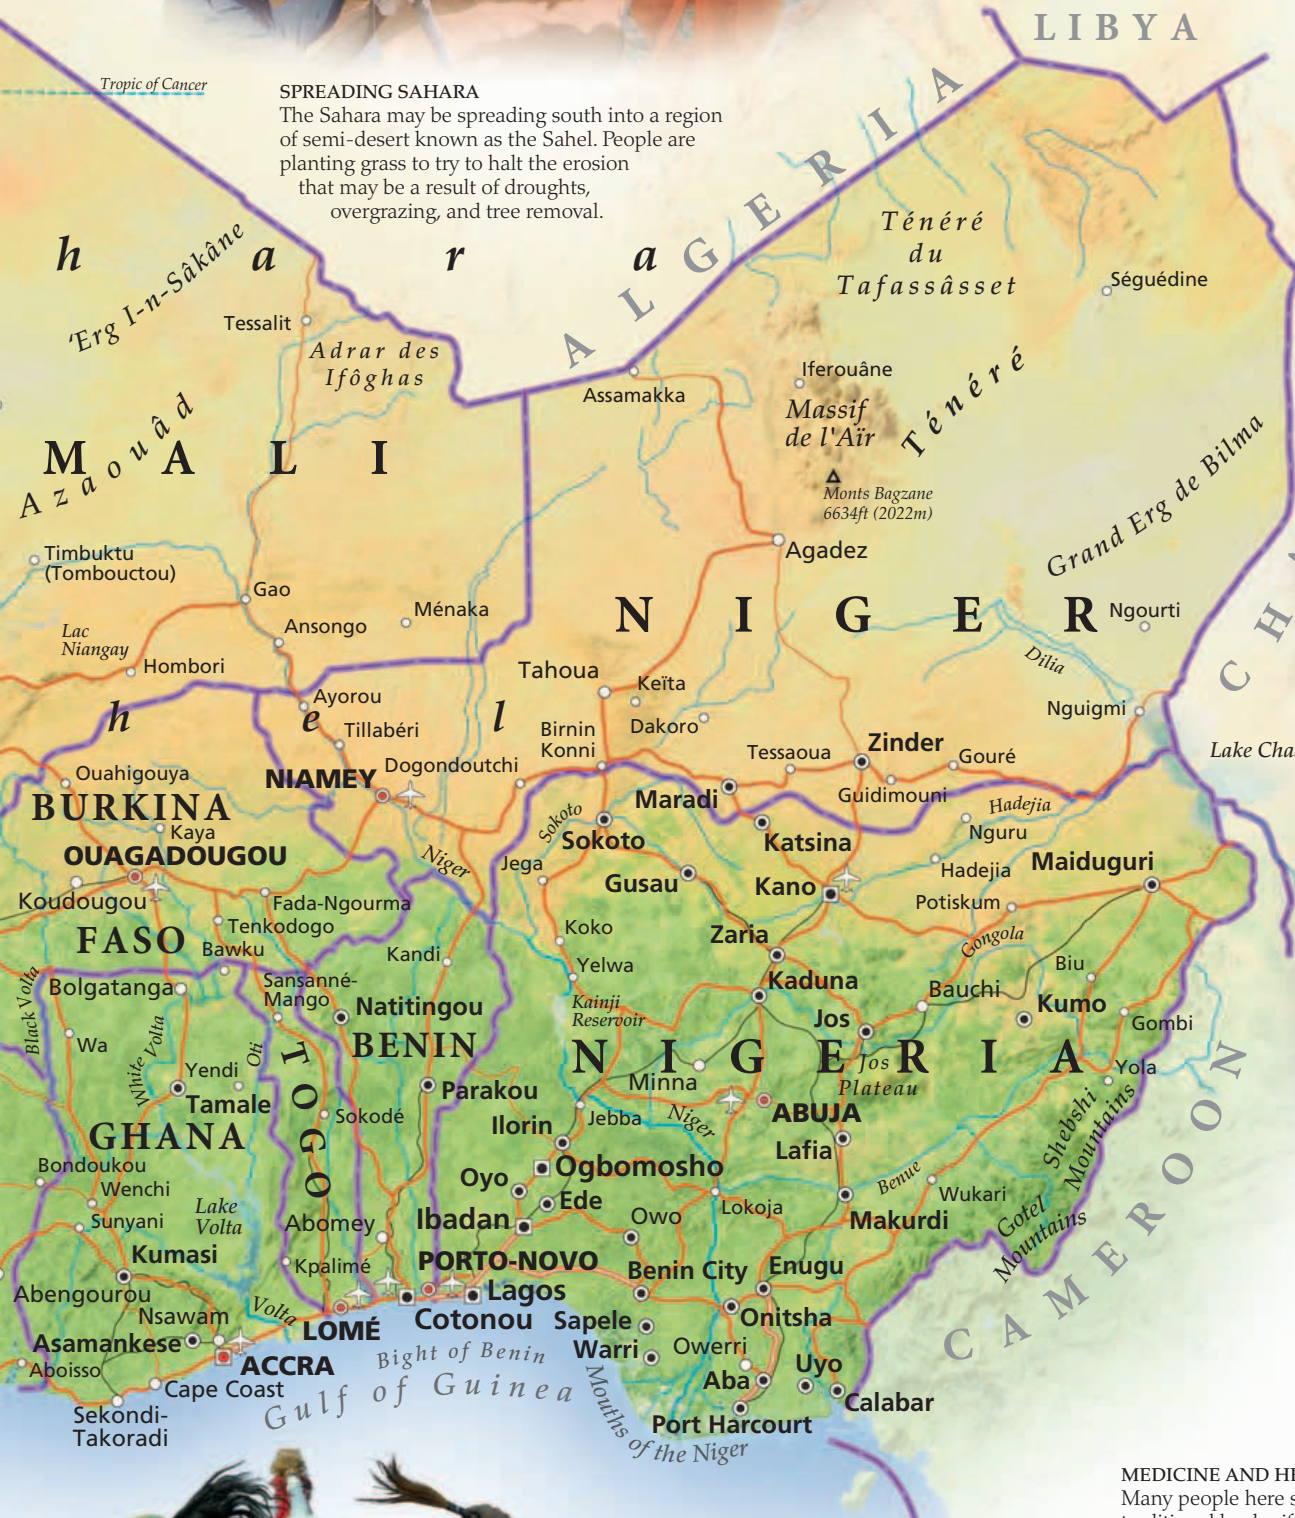 LIBYA
Tropic of Cancer
SPREADING SAHARA
The Sahara may be spreading south into a region
of semi-desert known as the Sahel. People are
planting grass to try to halt the erosion
that may be a result of droughts,
overgrazing, and tree removal.
ALGERIA
h a r a
'Erg I-n-Sâkâne
Ténéré
du
Tafassâsset
Séguédine
Tessalit
Adrar des
Ifôghas
Assamakka
Iferouâne
Massif
de l'Aïr
Ténéré
MALI
Azaouâd
Monts Bagzane
6634ft (2022m)
Grand Erg de Bilma
Agadez
Timbuktu
(Tombouctou)
Gao
Ménaka
Ansongo
NIGER
Ngourti
CHA
Lac
Niangay
Hombori
Dilia
Tahoua
Keïta
Ayorou
Nguigmi
h e l
Dakoro
Tillabéri
Birnin
Konni
Zinder
Tessaoua
Gouré
Lake Cha
Dogondoutchi
Ouahigouya
NIAMEY
Guidimouni
Maradi
Hadejia
BURKINA
Sokoto
Kaya
Nguru
Sokoto
Katsina
OUAGADOUGOU
Niger
Jega
Hadejia
Maiduguri
Gusau
Kano
Koudougou
Fada-Ngourma
Potiskum
Tenkodogo
Koko
Zaria
FASO
Bawku
Kandi
Gongola
Yelwa
Biu
Black Volta
Bolgatanga
Sansanné-
Mango
Kaduna
Bauchi
Natitingou
Kainji
Reservoir
Kumo
Jos
Gombi
Wa
White Volta
Oti
BENIN
NIGERIA
Jos
Plateau
Yola
Yendi
Minna
Tamale
TOGO
Parakou
Sokodé
Niger
ABUJA
Jebba
Ilorin
Shebshi
Mountains
GHANA
Lafia
Bondoukou
Ogbomosho
Oyo
Benue
Wenchi
Ede
Wukari
Lake
Volta
Lokoja
Sunyani
Abomey
Ibadan
Owo
Makurdi
Gotel
Mountains
CAMEROON
Kumasi
PORTO-NOVO
Kpalimé
Benin City
Enugu
Abengourou
Lagos
Nsawam
Volta
Cotonou
Sapele
Onitsha
LOMÉ
Asamankese
Warri
Owerri
Bight of Benin
ACCRA
Aboisso
Uyo
Aba
Cape Coast
Gulf of Guinea
Calabar
Sekondi-
Takoradi
Port Harcourt
Mouths of the Niger
MEDICINE AND HE
Many people here s